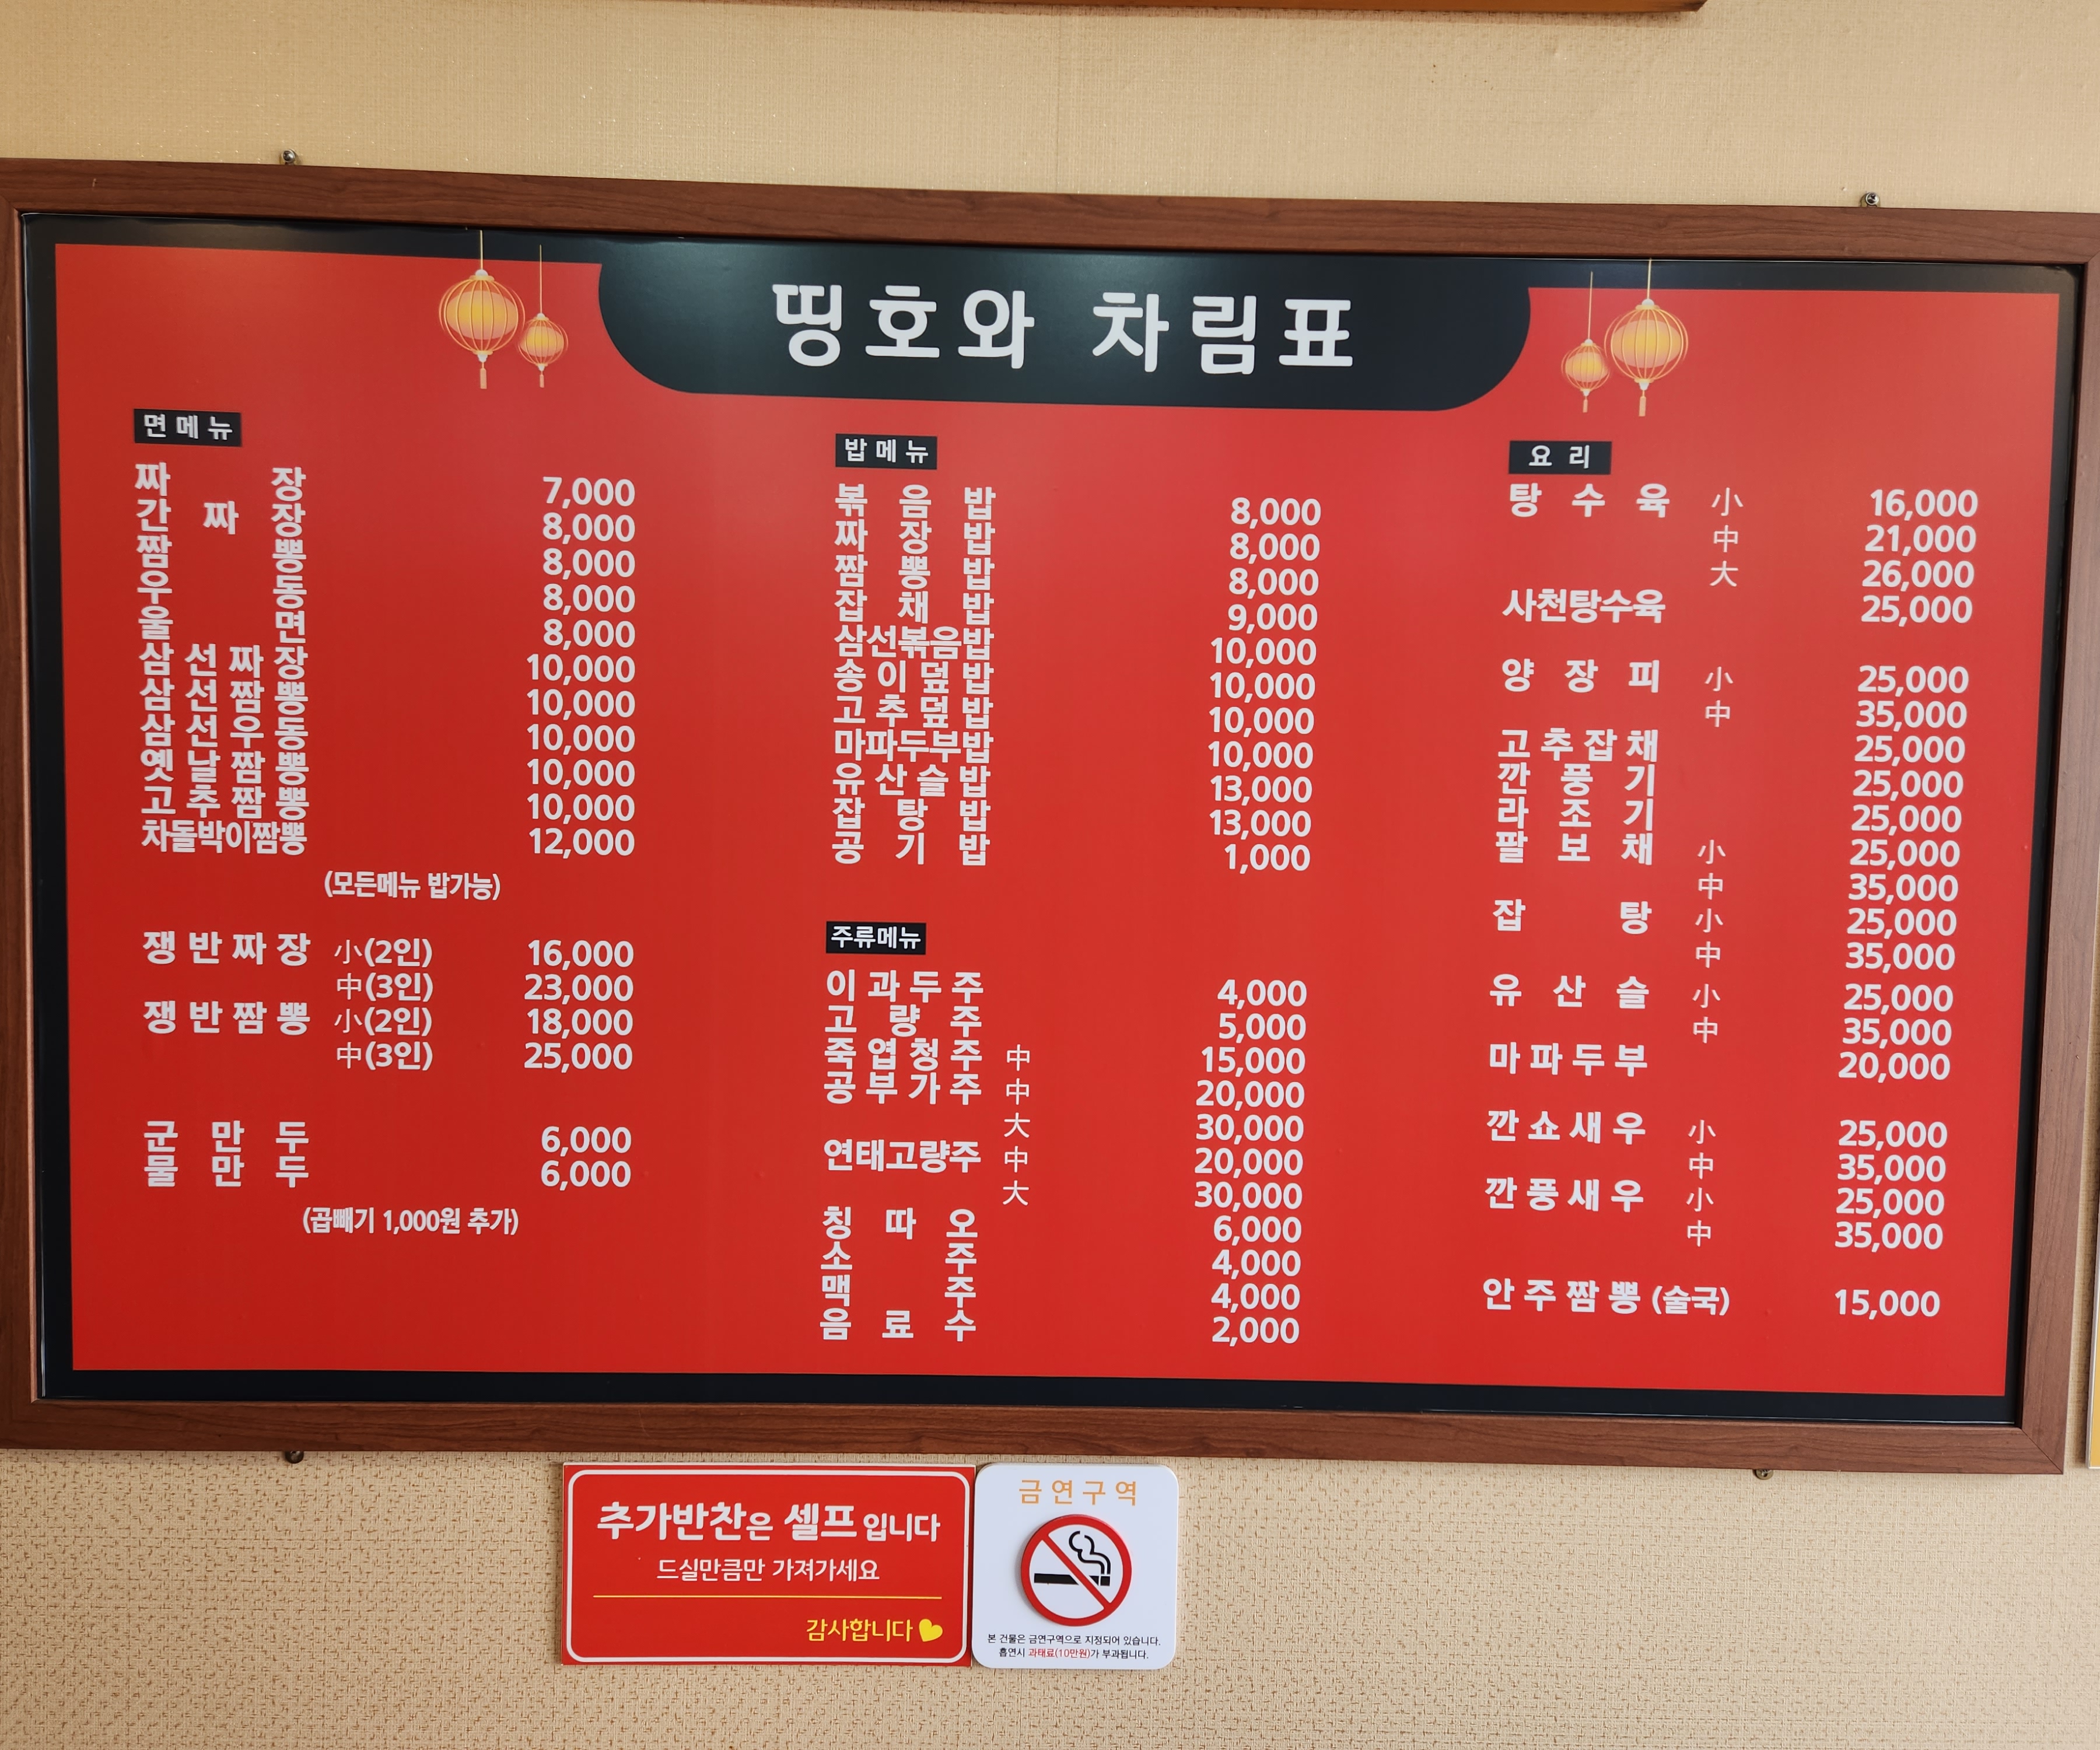 띵호와 차림표
면메뉴
짜장 7,000
간짜장 8,000
짬뽕 8,000
우동 8,000
울면 8,000
삼선짜장 10,000
삼선짬뽕 10,000
삼선우동 10,000
옛날짬뽕 10,000
고추짬뽕 10,000
차돌박이짬뽕 12,000
(모든메뉴 밥가능)
쟁반짜장 小(2인) 16,000
中(3인) 23,000
쟁반짬뽕 小(2인) 18,000
中(3인) 25,000
군만두 6,000
물만두 6,000
(곱빼기 1,000원 추가)
밥메뉴
볶음밥 8,000
짜장밥 8,000
짬뽕밥 8,000
잡채밥 9,000
삼선볶음밥 10,000
송이덮밥 10,000
고추덮밥 10,000
마파두부밥 10,000
유산슬밥 13,000
잡탕밥 13,000
공기밥 1,000
주류메뉴
이과두주 4,000
고량주 5,000
죽엽청주 中 15,000
공부가주 中 20,000
大 30,000
연태고량주 中 20,000
大 30,000
칭따오 6,000
소주 4,000
맥주 4,000
음료수 2,000
요리
탕수육 小 16,000
中 21,000
大 26,000
사천탕수육 25,000
양장피 小 25,000
中 35,000
고추잡채 25,000
깐풍기 25,000
라조기 25,000
팔보채 小 25,000
中 35,000
잡탕 小 25,000
中 35,000
유산슬 小 25,000
中 35,000
마파두부 20,000
깐쇼새우 小 25,000
中 35,000
깐풍새우 小 25,000
中 35,000
안주짬뽕 (술국) 15,000
추가반찬은 셀프입니다
드실만큼만 가져가세요
감사합니다
금연구역
본 건물은 금연구역으로 지정되어 있습니다.
흡연시 과태료(10만원)가 부과됩니다.